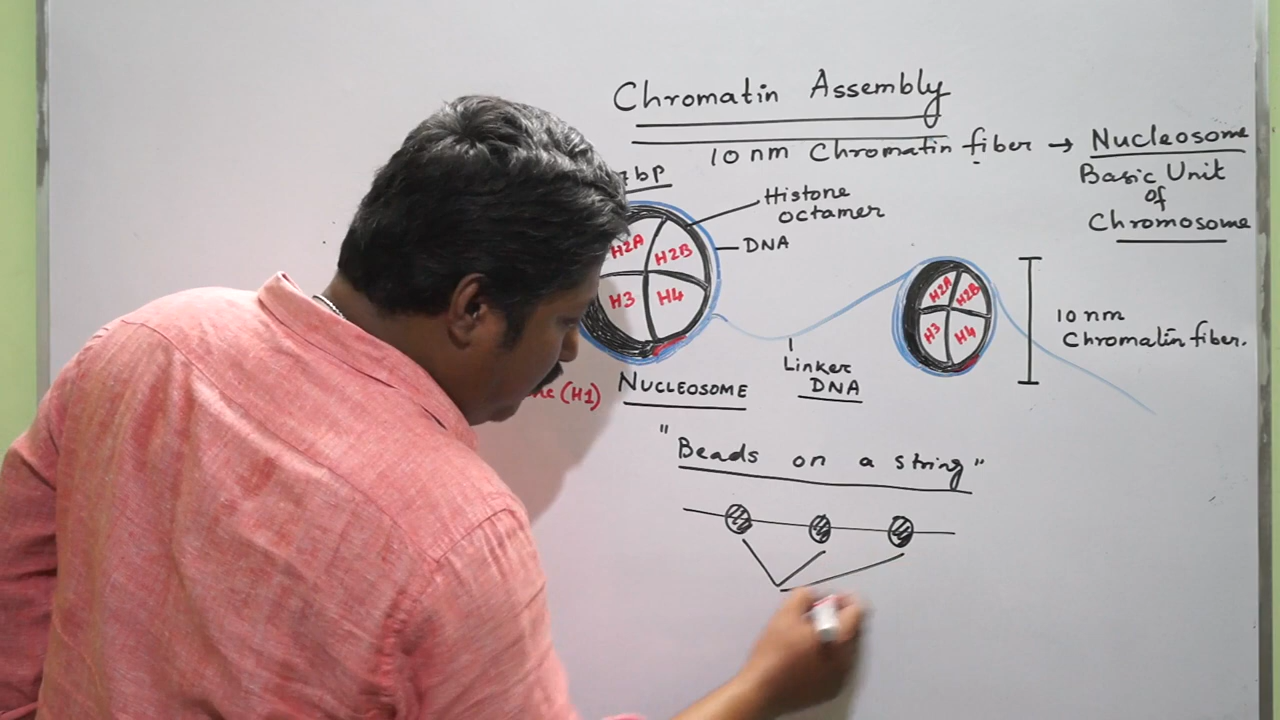 Chromatin Assembly
10 nm Chromatin fiber → Nucleosome
Basic Unit
of
Chromosome
bp
Histone
octamer
DNA
H2A H2B
H3 H4
H2A H2B
H3 H4
10 nm
Chromatin fiber.
Linker
DNA
(H1)
NUCLEOSOME
"Beads on a string"